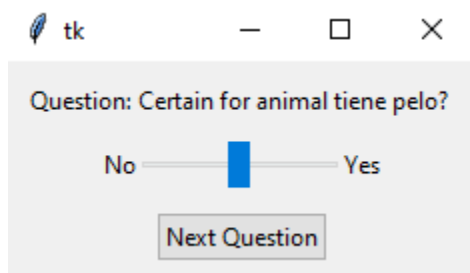 tk
Question: Certain for animal tiene pelo?
No Yes
Next Question